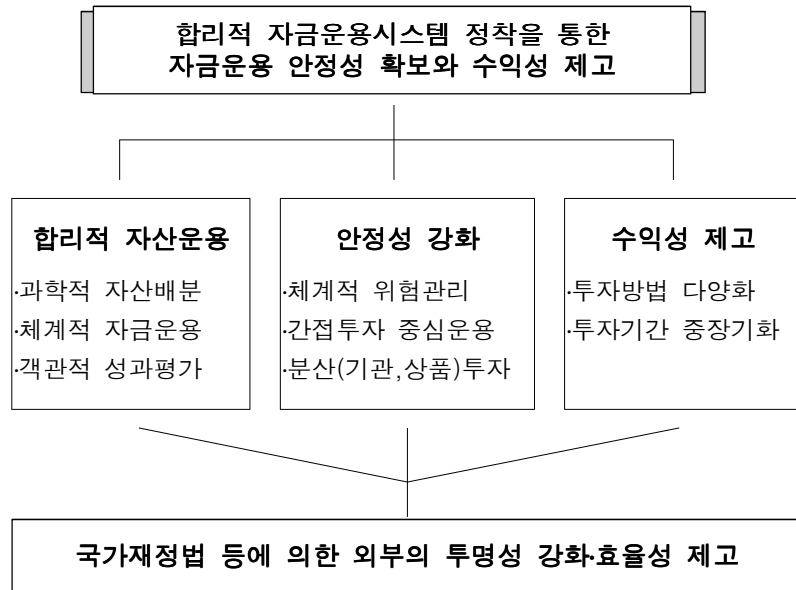 합리적 자금운용시스템 정착을 통한
자금운용 안정성 확보와 수익성 제고
합리적 자산운용
·과학적 자산배분
·체계적 자금운용
·객관적 성과평가
안정성 강화
·체계적 위험관리
·간접투자 중심운용
·분산(기관,상품)투자
수익성 제고
·투자방법 다양화
·투자기간 중장기화
국가재정법 등에 의한 외부의 투명성 강화·효율성 제고